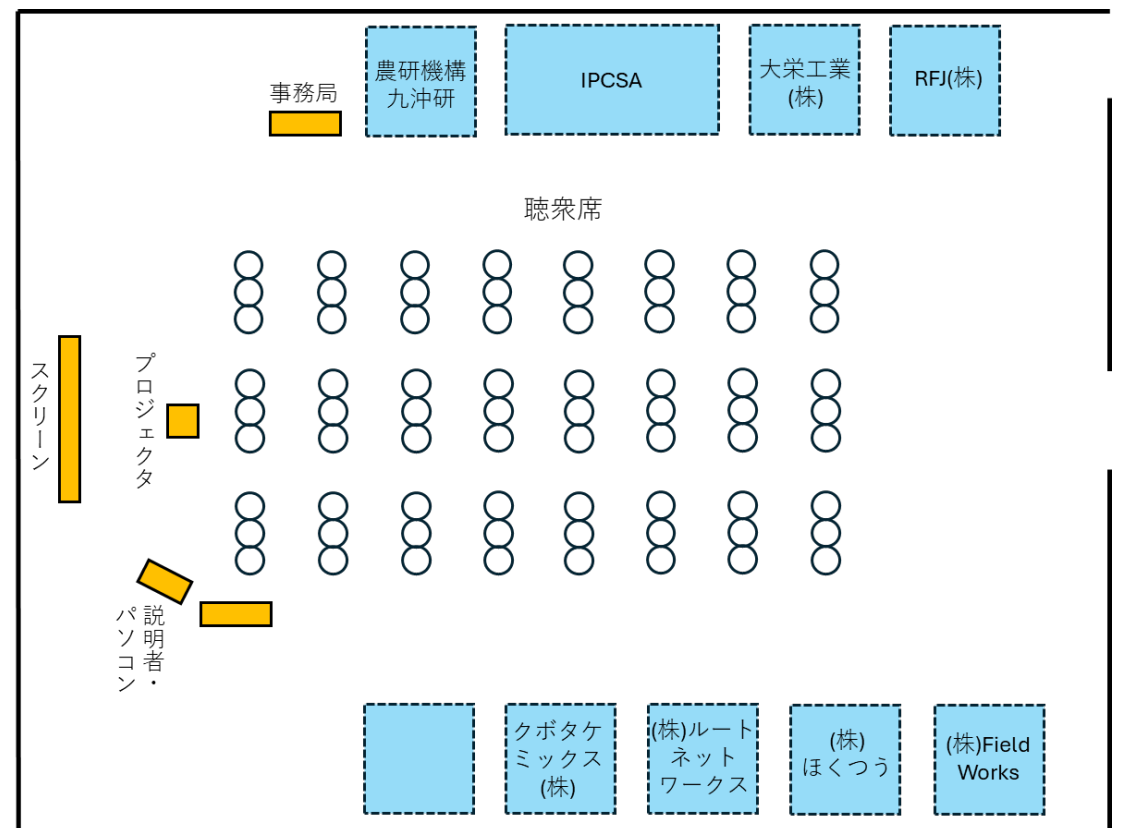 農研機構
九沖研
IPCSA
大栄工業
(株)
RFJ(株)
事務局
聴衆席
スクリーン
プロジェクタ
説明者・
パソコン
クボタケ
ミックス
(株)
(株)ルート
ネット
ワークス
(株)
ほくつう
(株)Field
Works